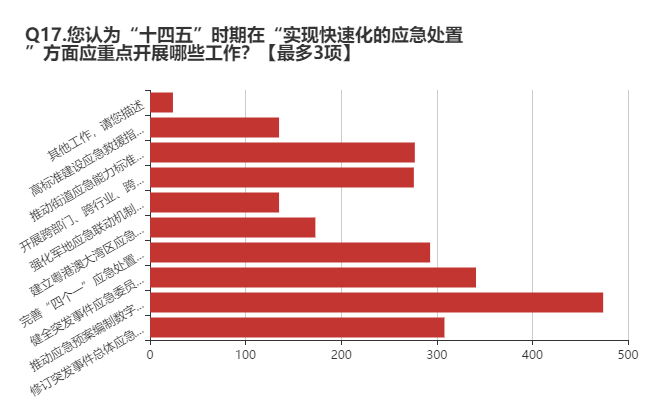 Q17.您认为“十四五”时期在“实现快速化的应急处置
”方面应重点开展哪些工作？【最多3项】
其他工作，请您描述
高标准建设应急救援指...
推动街道应急能力标准...
开展跨部门、跨行业、跨...
强化军地应急联动机制...
建立粤港澳大湾区应急...
完善“四个一”应急处置...
健全突发事件应急委员...
推动应急预案编制数字...
修订突发事件总体应急...
0 100 200 300 400 500